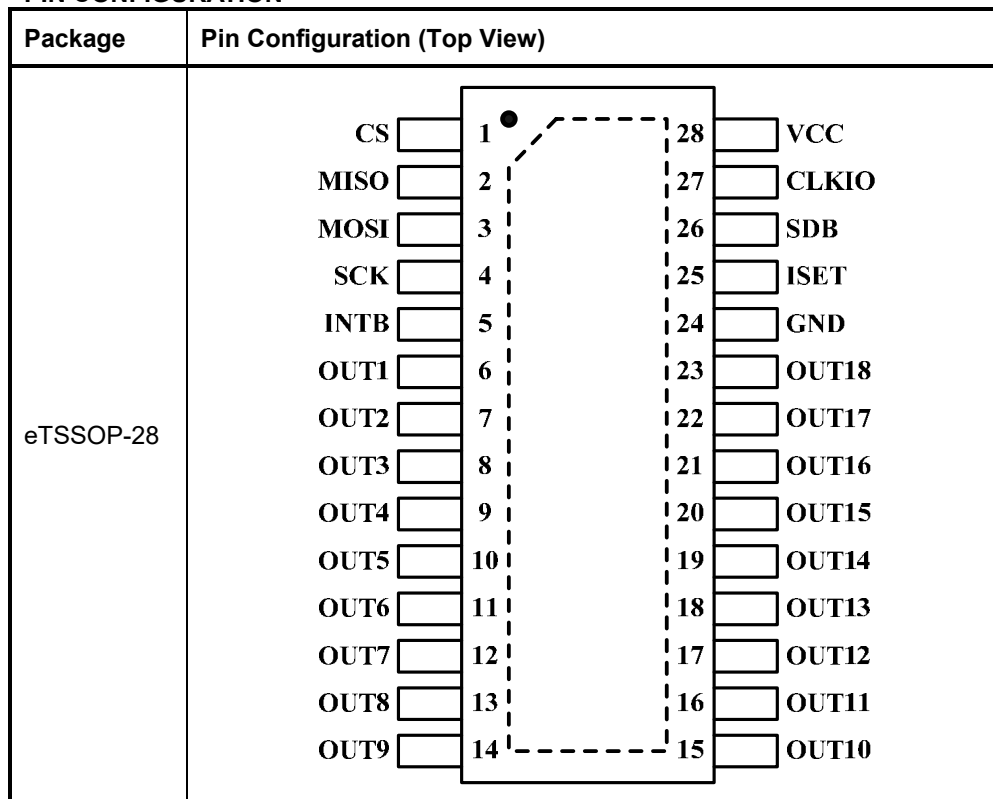 Package Pin Configuration (Top View)
eTSSOP-28
CS 1 28 VCC
MISO 2 27 CLKIO
MOSI 3 26 SDB
SCK 4 25 ISET
INTB 5 24 GND
OUT1 6 23 OUT18
OUT2 7 22 OUT17
OUT3 8 21 OUT16
OUT4 9 20 OUT15
OUT5 10 19 OUT14
OUT6 11 18 OUT13
OUT7 12 17 OUT12
OUT8 13 16 OUT11
OUT9 14 15 OUT10